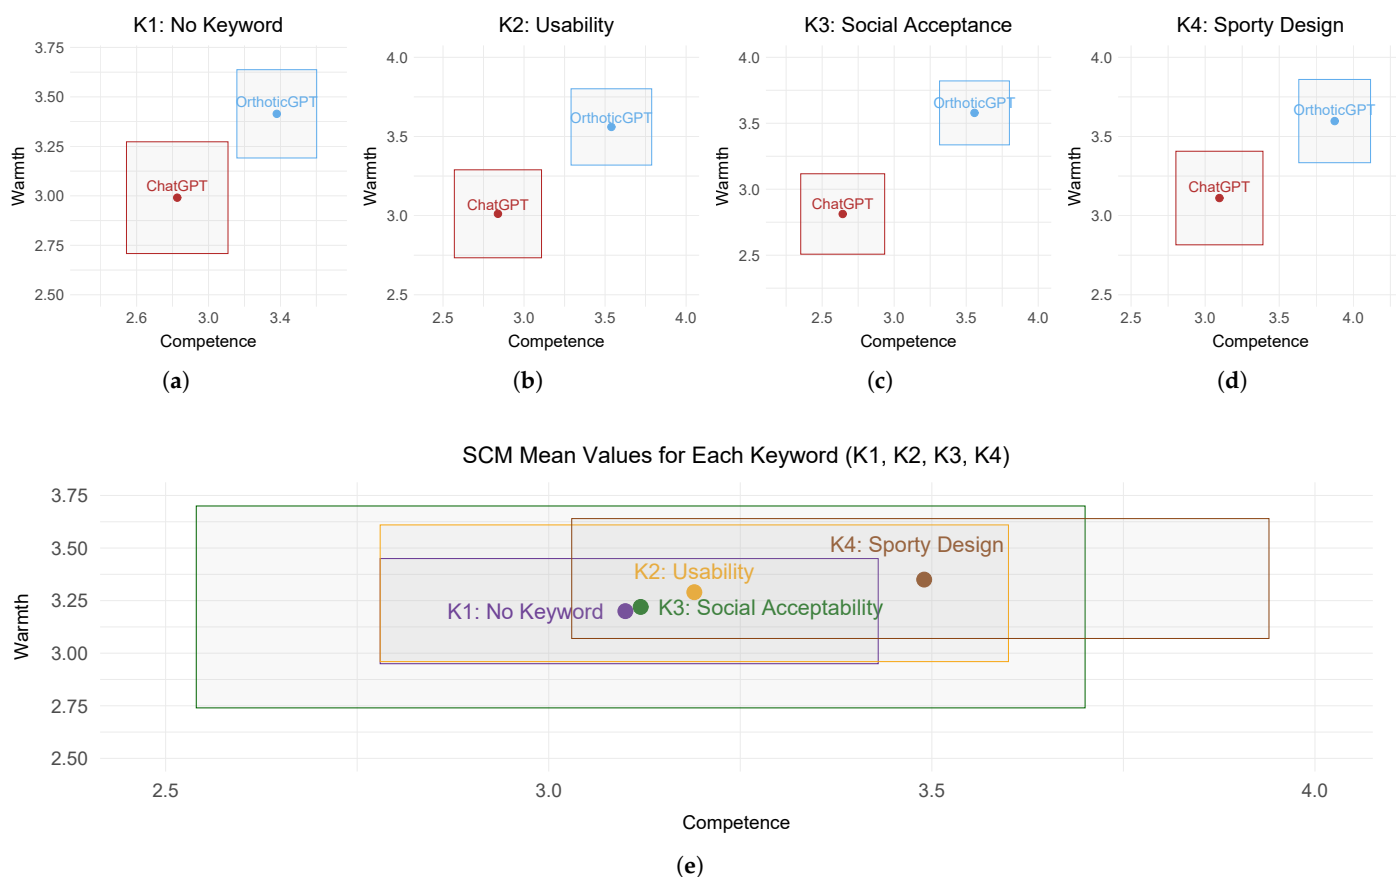 K1: No Keyword
K2: Usability
K3: Social Acceptance
K4: Sporty Design
3.75
3.50
3.25
3.00
2.75
2.50
Warmth
OrthoticGPT
ChatGPT
2.6 3.0 3.4
Competence
(a)
4.0
3.5
3.0
2.5
Warmth
OrthoticGPT
ChatGPT
2.5 3.0 3.5 4.0
Competence
(b)
4.0
3.5
3.0
2.5
Warmth
OrthoticGPT
ChatGPT
2.5 3.0 3.5 4.0
Competence
(c)
4.0
3.5
3.0
2.5
Warmth
OrthoticGPT
ChatGPT
2.5 3.0 3.5 4.0
Competence
(d)
SCM Mean Values for Each Keyword (K1, K2, K3, K4)
3.75
3.50
3.25
3.00
2.75
2.50
Warmth
K4: Sporty Design
K2: Usability
K1: No Keyword
K3: Social Acceptability
2.5 3.0 3.5 4.0
Competence
(e)